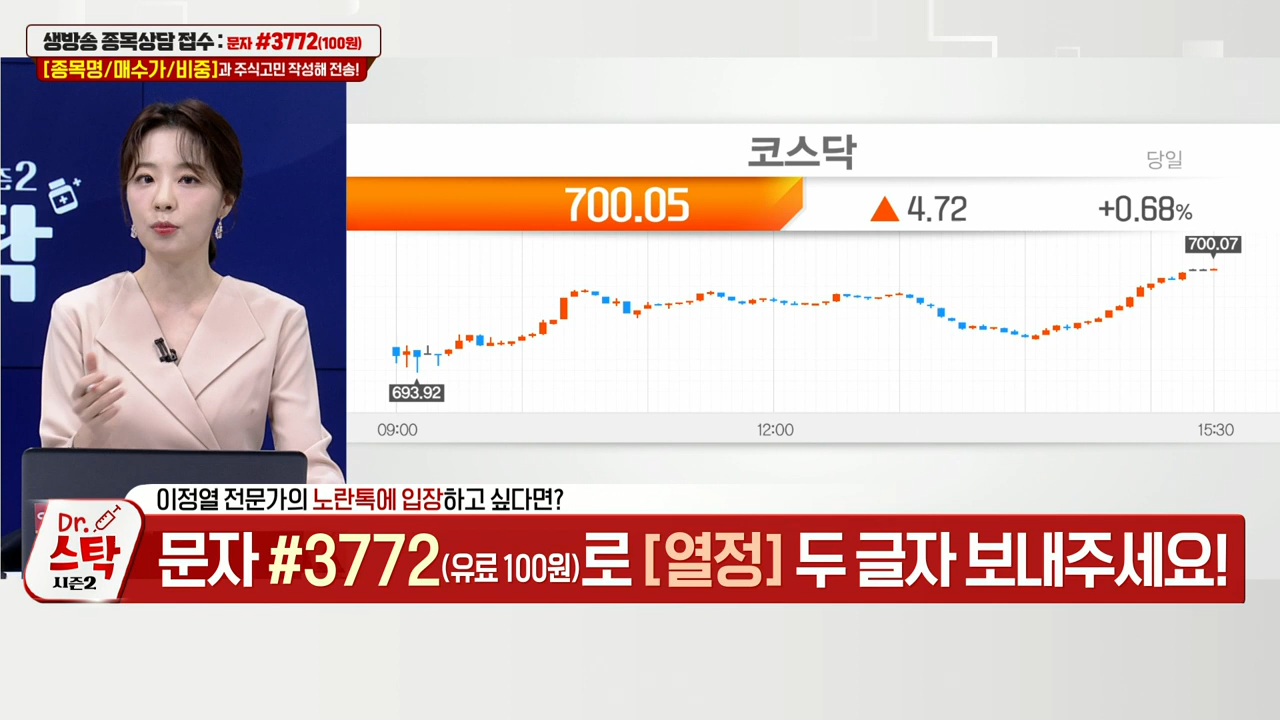 생방송 종목상담 접수 : 문자 #3772(100원)
[종목명/매수가/비중]과 주식고민 작성해 전송!
코스닥
당일
700.05
▲ 4.72
+0.68%
700.07
693.92
09:00
12:00
15:30
2
탁
이정열 전문가의 노란톡에 입장하고 싶다면?
Dr.
스탁
시즌2
문자 #3772(유료 100원)로 [열정] 두 글자 보내주세요!